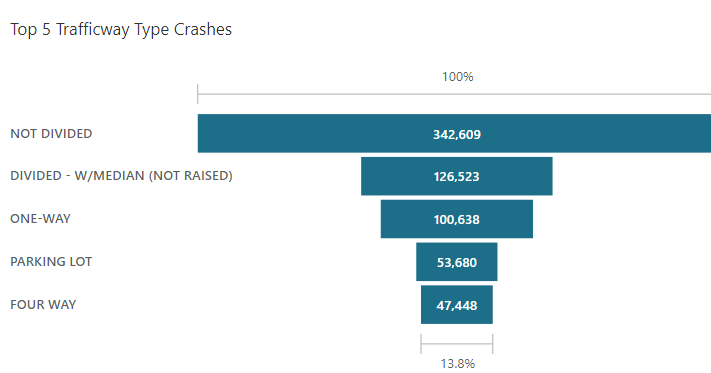 Top 5 Trafficway Type Crashes
100%
NOT DIVIDED 342,609
DIVIDED - W/MEDIAN (NOT RAISED) 126,523
ONE-WAY 100,638
PARKING LOT 53,680
FOUR WAY 47,448
13.8%